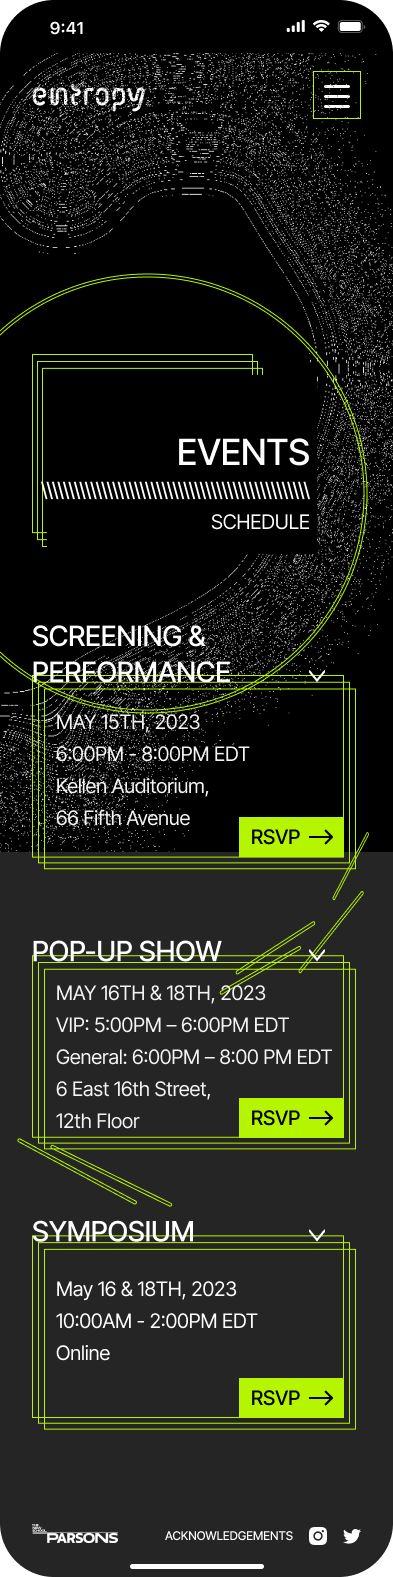 9:41
entropy
EVENTS
SCHEDULE
SCREENING &
PERFORMANCE
MAY 15TH, 2023
6:00PM - 8:00PM EDT
Kellen Auditorium,
66 Fifth Avenue
RSVP
POP-UP SHOW
MAY 16TH & 18TH, 2023
VIP: 5:00PM – 6:00PM EDT
General: 6:00PM – 8:00 PM EDT
6 East 16th Street,
12th Floor
RSVP
SYMPOSIUM
May 16 & 18TH, 2023
10:00AM - 2:00PM EDT
Online
RSVP
PARSONS
ACKNOWLEDGEMENTS